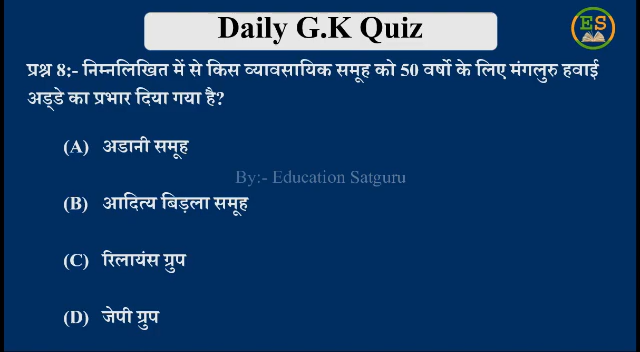 Daily G.K Quiz
ES
प्रश्न 8:- निम्नलिखित में से किस व्यावसायिक समूह को 50 वर्षो के लिए मंगलुरु हवाई
अड्डे का प्रभार दिया गया है?
(A) अडानी समूह
By:- Education Satguru
(B) आदित्य बिड़ला समूह
(C) रिलायंस ग्रुप
(D) जेपी ग्रुप